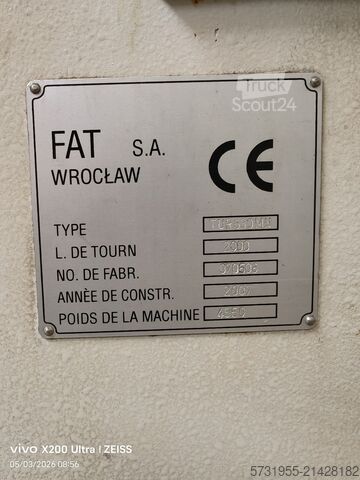 Truck
Scout24
FAT S.A.
WROCŁAW
CE
TYPE
L. DE TOURN 2000
NO. DE FABR.
ANNÈE DE CONSTR.
POIDS DE LA MACHINE
vivo X200 Ultra | ZEISS
05/03/2026 08:56
5731955-21428182